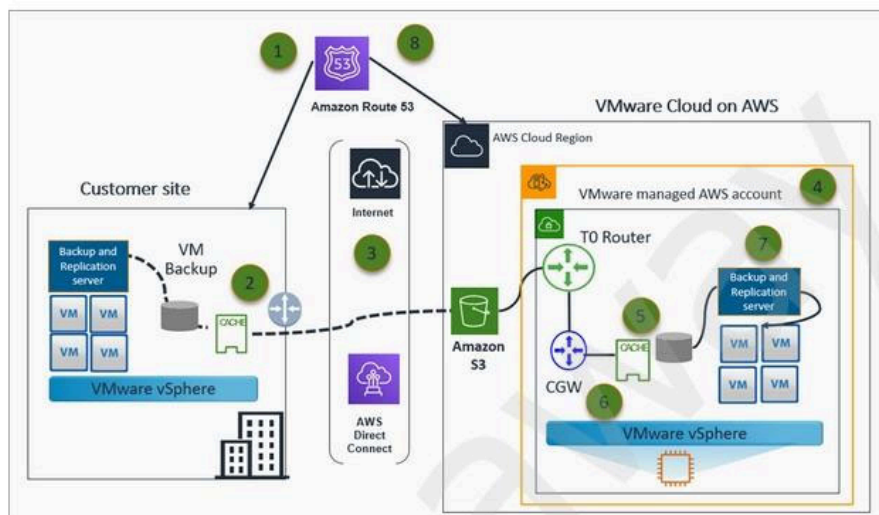 1
8
53
Amazon Route 53
VMware Cloud on AWS
AWS Cloud Region
Customer site
Internet
VMware managed AWS account
4
Backup and
Replication
server
VM
Backup
2
3
T0 Router
7
Backup and
Replication
server
VM
VM
VM
VM
CACHE
Amazon
S3
5
CACHE
VM
VM
VM
VM
CGW
6
VMware vSphere
AWS
Direct
Connect
VMware vSphere
away